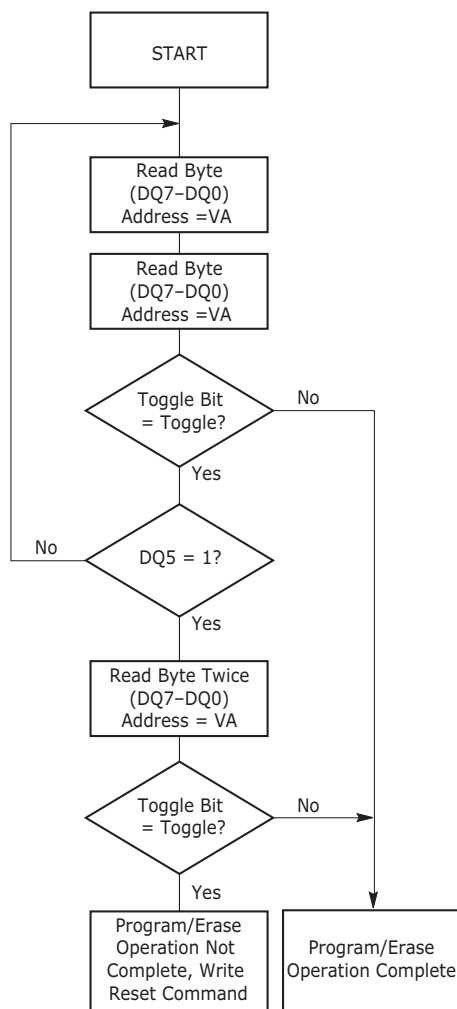 START
Read Byte
(DQ7–DQ0)
Address =VA
Read Byte
(DQ7–DQ0)
Address =VA
Toggle Bit
= Toggle?
No
Yes
No
DQ5 = 1?
Yes
Read Byte Twice
(DQ7–DQ0)
Address = VA
Toggle Bit
= Toggle?
No
Yes
Program/Erase
Operation Not
Complete, Write
Reset Command
Program/Erase
Operation Complete